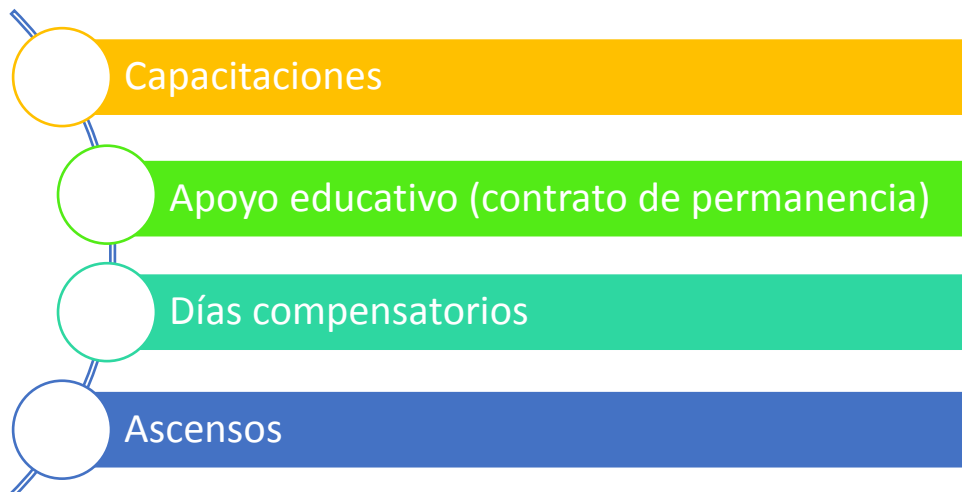 Capacitaciones
Apoyo educativo (contrato de permanencia)
Días compensatorios
Ascensos